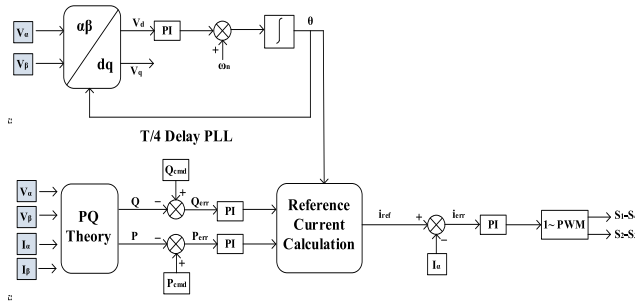 αβ
dq
Vα
Vβ
Vd
Vq
PI
+
ωn
∫
θ
T/4 Delay PLL
Vα
Vβ
Iα
Iβ
PQ
Theory
Q
P
Qcmd
−
+
Qerr
PI
−
+
Perr
PI
Pcmd
Reference
Current
Calculation
iref
+
−
ierr
Iα
PI
1~ PWM
S1-S
S2-S